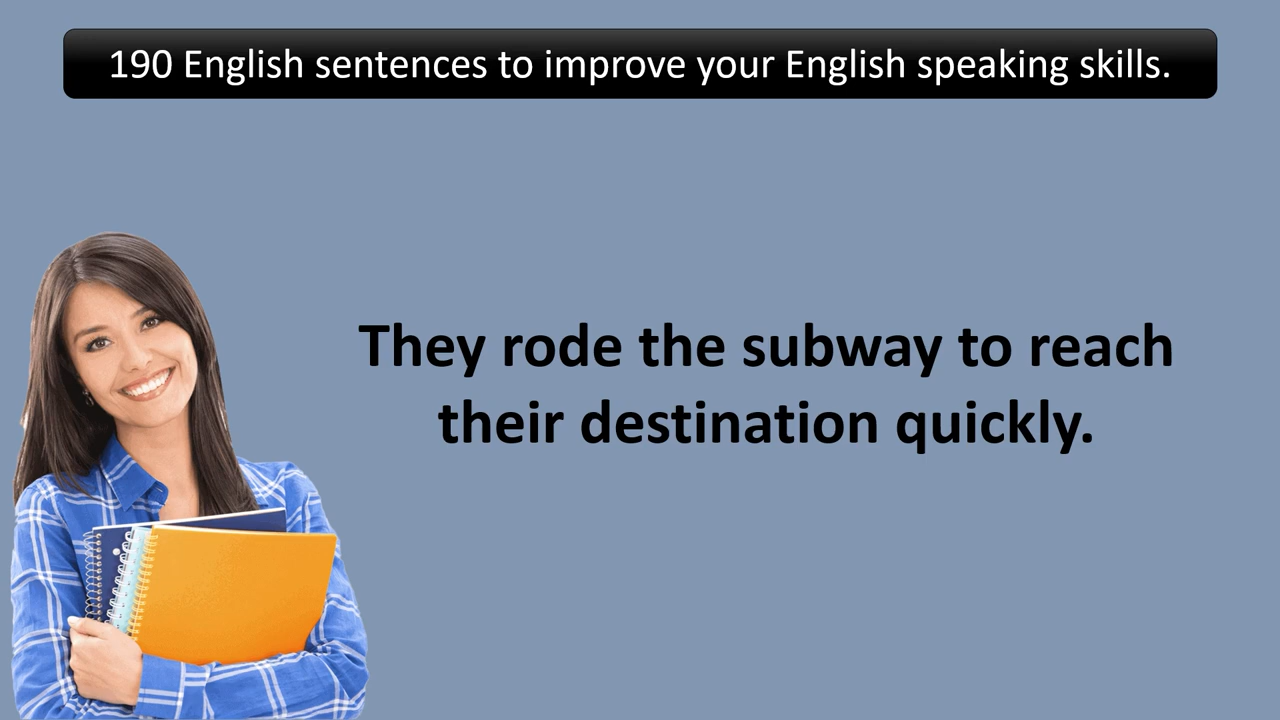 190 English sentences to improve your English speaking skills.
They rode the subway to reach
their destination quickly.